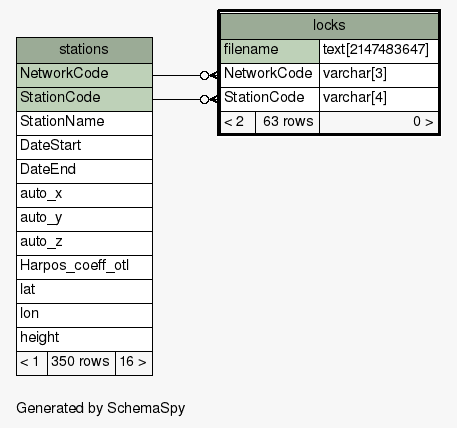 stations
NetworkCode
StationCode
StationName
DateStart
DateEnd
auto_x
auto_y
auto_z
Harpos_coeff_otl
lat
lon
height
< 1 350 rows 16 >
locks
filename text[2147483647]
NetworkCode varchar[3]
StationCode varchar[4]
< 2 63 rows 0 >
Generated by SchemaSpy